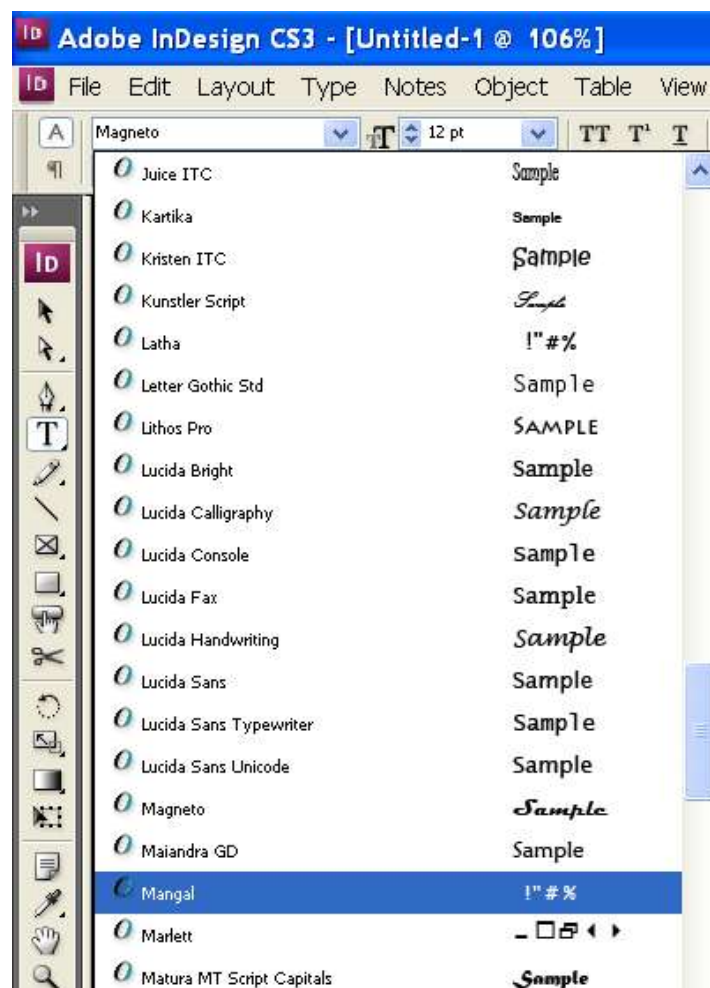 Adobe InDesign CS3 - [Untitled-1 @ 106%]
File Edit Layout Type Notes Object Table View
A Magneto T 12 pt TT T¹ T
¶
Juice ITC Sample
Kartika Sample
Kristen ITC Sample
Kunstler Script Sample
Latha !"#%
Letter Gothic Std Sample
Lithos Pro SAMPLE
Lucida Bright Sample
Lucida Calligraphy Sample
Lucida Console Sample
Lucida Fax Sample
Lucida Handwriting Sample
Lucida Sans Sample
Lucida Sans Typewriter Sample
Lucida Sans Unicode Sample
Magneto Sample
Maiandra GD Sample
Mangal !"#%
Marlett
Matura MT Script Capitals Sample